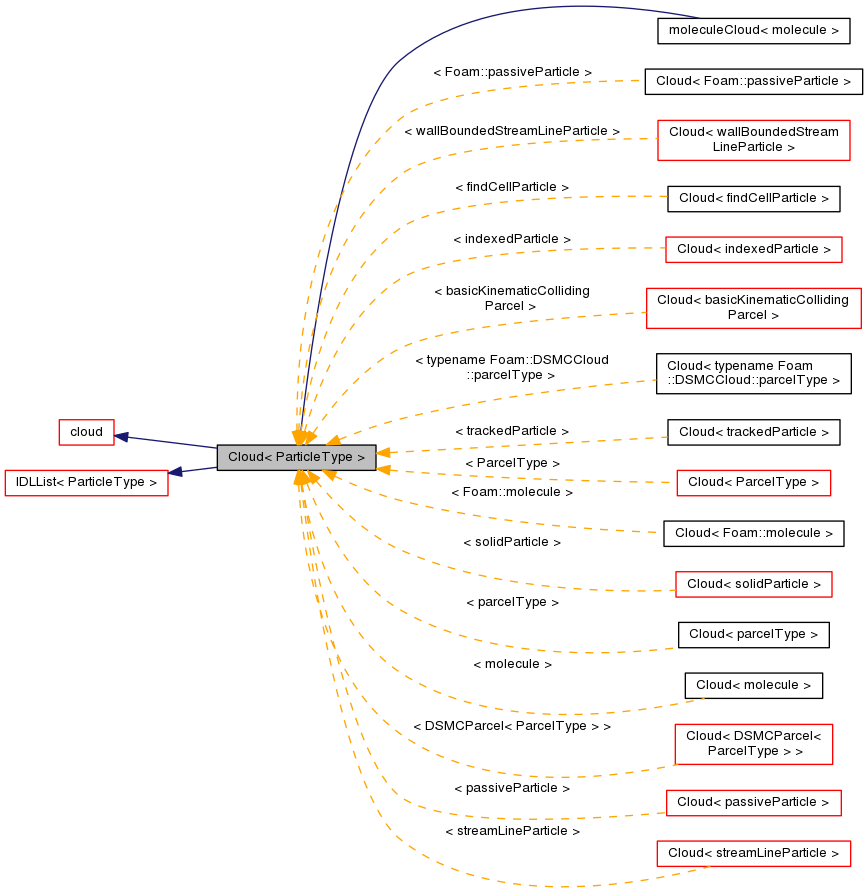 moleculeCloud< molecule >
< Foam::passiveParticle >
Cloud< Foam::passiveParticle >
< wallBoundedStreamLineParticle >
Cloud< wallBoundedStream
LineParticle >
< findCellParticle >
Cloud< findCellParticle >
< indexedParticle >
Cloud< indexedParticle >
< basicKinematicColliding
Parcel >
Cloud< basicKinematicColliding
Parcel >
< typename Foam::DSMCCloud
::parcelType >
Cloud< typename Foam
::DSMCCloud::parcelType >
cloud
< trackedParticle >
Cloud< trackedParticle >
Cloud< ParticleType >
IDLList< ParticleType >
< ParcelType >
Cloud< ParcelType >
< Foam::molecule >
Cloud< Foam::molecule >
< solidParticle >
Cloud< solidParticle >
< parcelType >
Cloud< parcelType >
< molecule >
Cloud< molecule >
< DSMCParcel< ParcelType > >
Cloud< DSMCParcel<
ParcelType > >
< passiveParticle >
Cloud< passiveParticle >
< streamLineParticle >
Cloud< streamLineParticle >